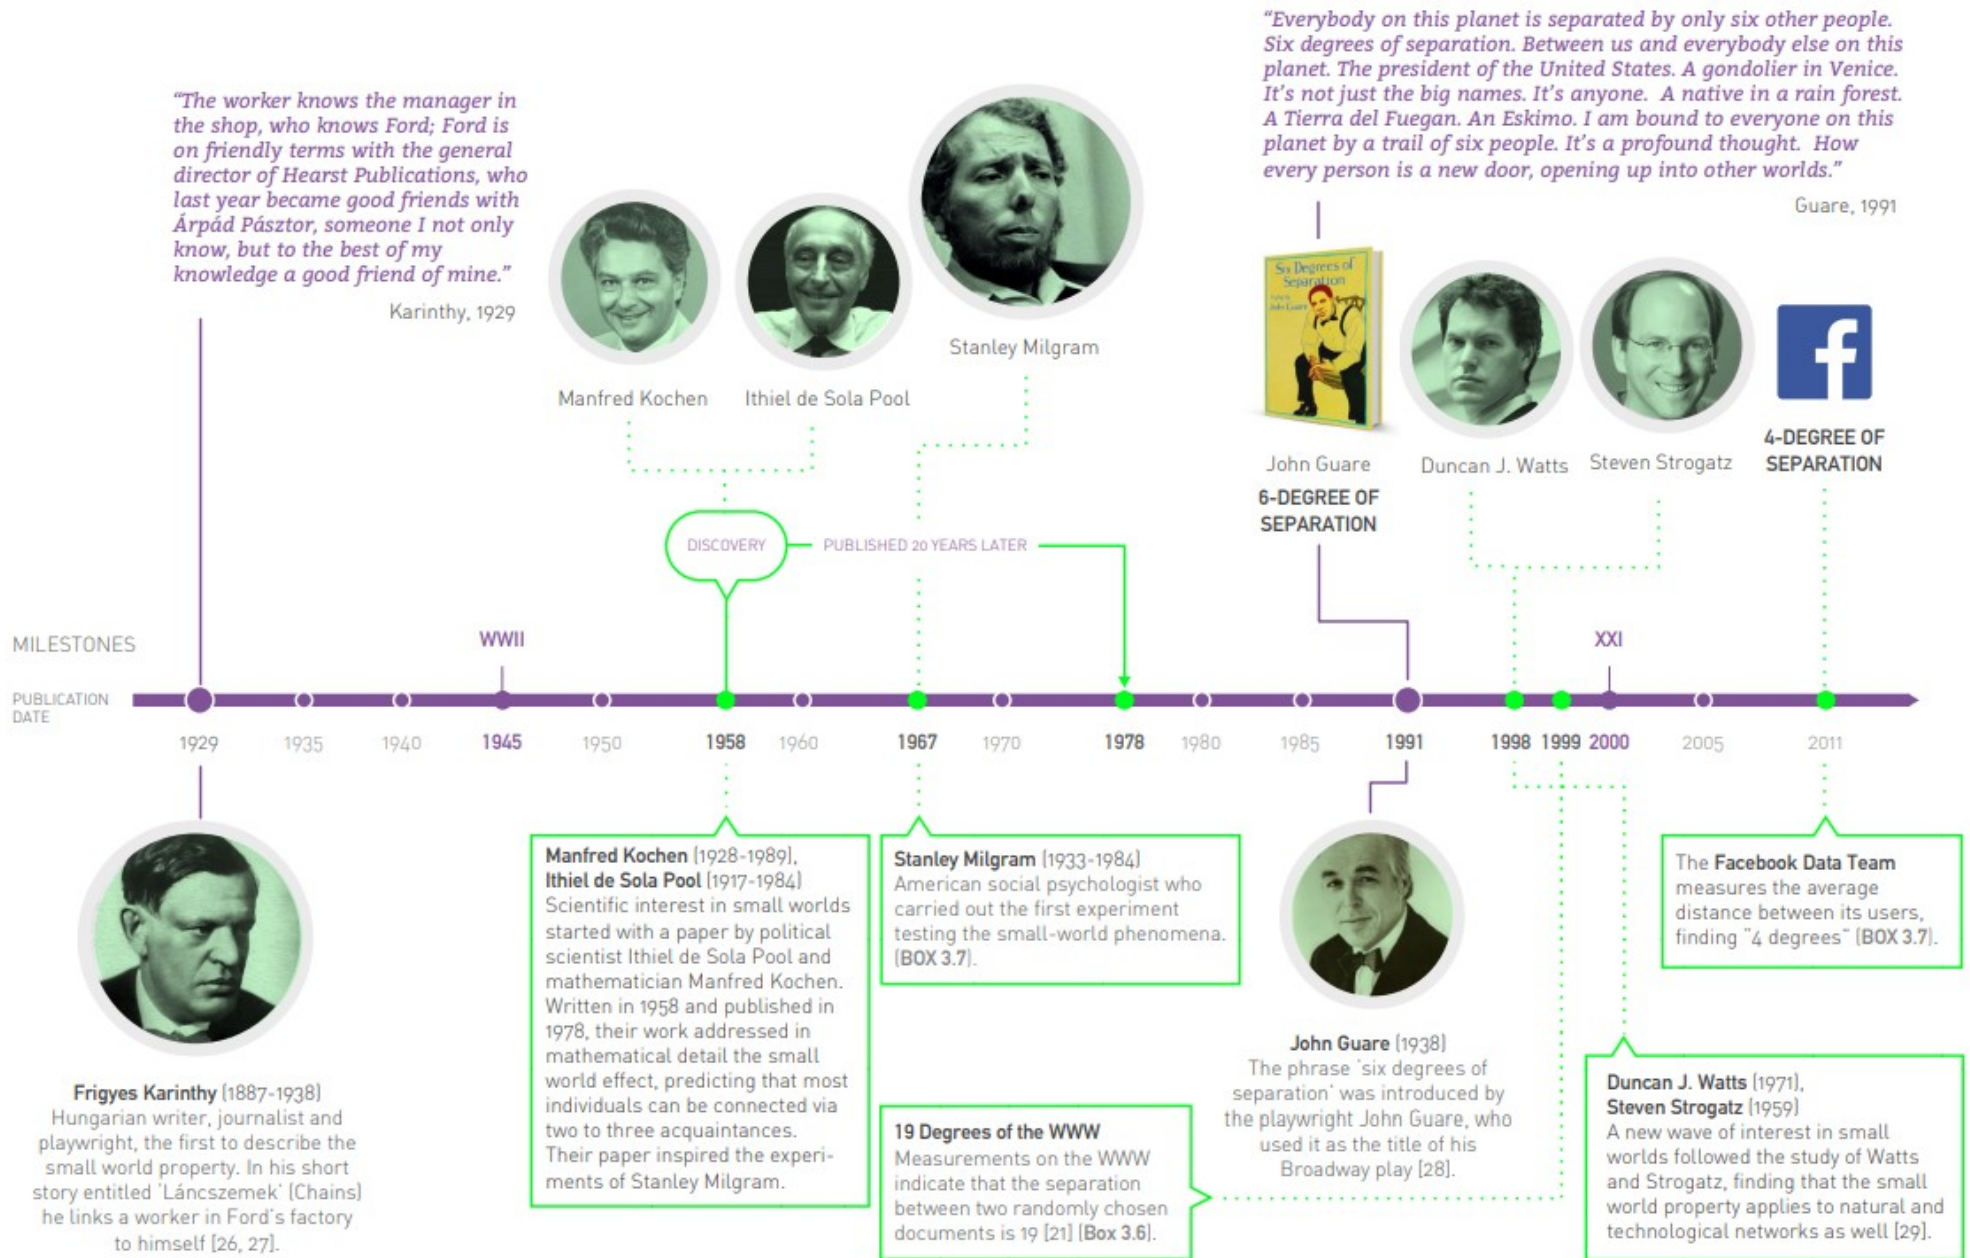 “The worker knows the manager in
the shop, who knows Ford; Ford is
on friendly terms with the general
director of Hearst Publications, who
last year became good friends with
Árpád Pásztor, someone I not only
know, but to the best of my
knowledge a good friend of mine.”
Karinthy, 1929
Manfred Kochen
Ithiel de Sola Pool
Stanley Milgram
“Everybody on this planet is separated by only six other people.
Six degrees of separation. Between us and everybody else on this
planet. The president of the United States. A gondolier in Venice.
It’s not just the big names. It’s anyone. A native in a rain forest.
A Tierra del Fuegan. An Eskimo. I am bound to everyone on this
planet by a trail of six people. It’s a profound thought. How
every person is a new door, opening up into other worlds.”
Guare, 1991
Six Degrees of
Separation
John Guare
John Guare
6-DEGREE OF
SEPARATION
Duncan J. Watts
Steven Strogatz
f
4-DEGREE OF
SEPARATION
DISCOVERY
PUBLISHED 20 YEARS LATER
MILESTONES
WWII
XXI
PUBLICATION
DATE
1929 1935 1940 1945 1950 1958 1960 1967 1970 1978 1980 1985 1991 1998 1999 2000 2005 2011
Frigyes Karinthy (1887-1938)
Hungarian writer, journalist and
playwright, the first to describe the
small world property. In his short
story entitled ‘Láncszemek’ (Chains)
he links a worker in Ford’s factory
to himself [26, 27].
Manfred Kochen (1928-1989),
Ithiel de Sola Pool (1917-1984)
Scientific interest in small worlds
started with a paper by political
scientist Ithiel de Sola Pool and
mathematician Manfred Kochen.
Written in 1958 and published in
1978, their work addressed in
mathematical detail the small
world effect, predicting that most
individuals can be connected via
two to three acquaintances.
Their paper inspired the experi-
ments of Stanley Milgram.
Stanley Milgram (1933-1984)
American social psychologist who
carried out the first experiment
testing the small-world phenomena.
(BOX 3.7).
19 Degrees of the WWW
Measurements on the WWW
indicate that the separation
between two randomly chosen
documents is 19 [21] (Box 3.6).
John Guare (1938)
The phrase ‘six degrees of
separation’ was introduced by
the playwright John Guare, who
used it as the title of his
Broadway play [28].
The Facebook Data Team
measures the average
distance between its users,
finding “4 degrees” (BOX 3.7).
Duncan J. Watts (1971),
Steven Strogatz (1959)
A new wave of interest in small
worlds followed the study of Watts
and Strogatz, finding that the small
world property applies to natural and
technological networks as well [29].